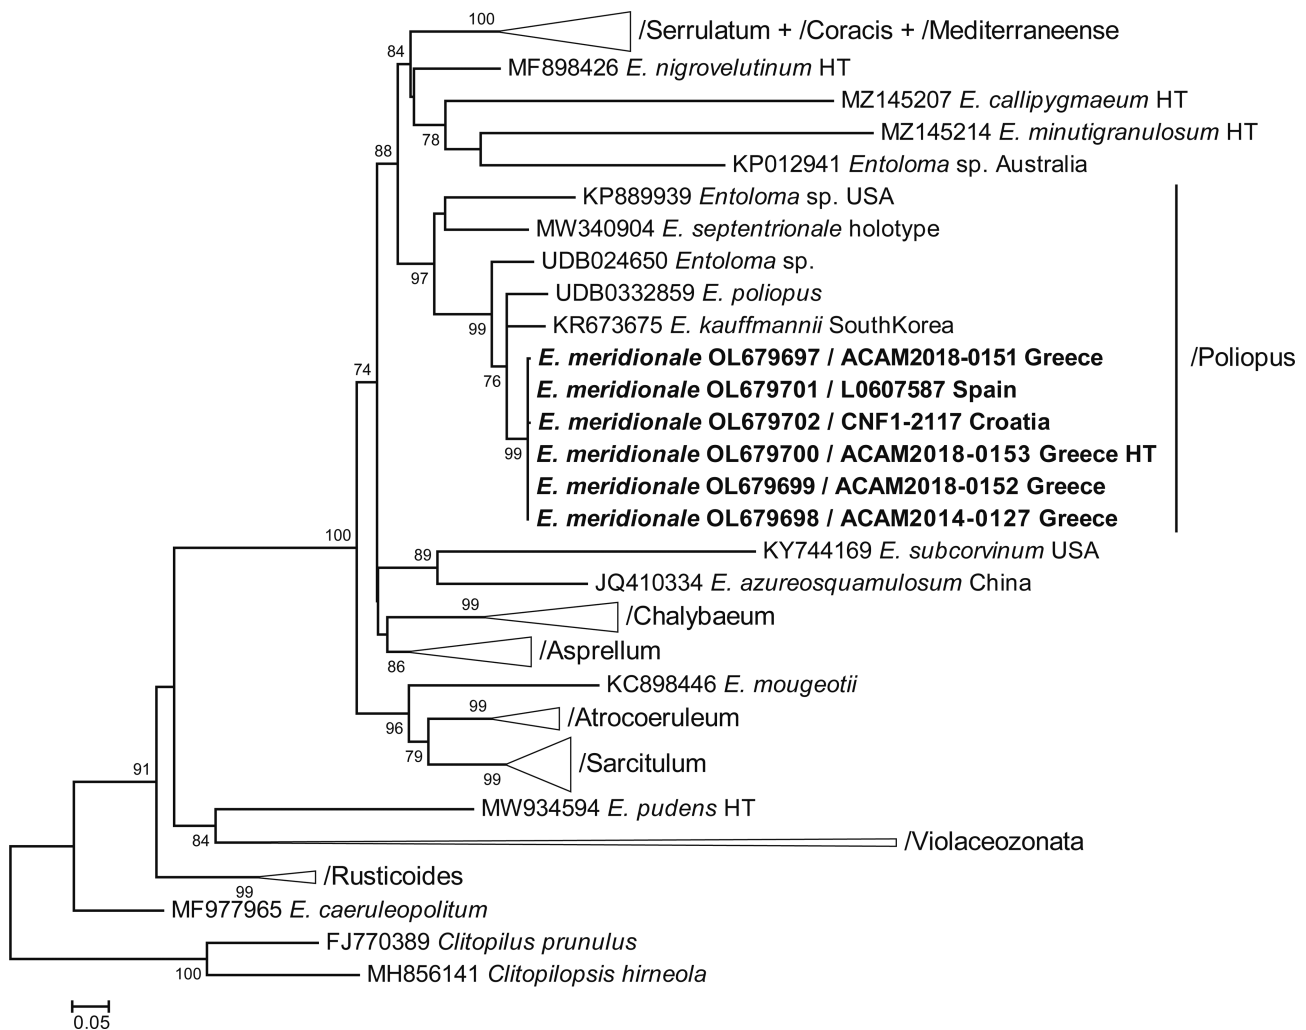 100
/Serrulatum + /Coracis + /Mediterraneense
84
MF898426 E. nigrovelutinum HT
MZ145207 E. callipygmaeum HT
78
MZ145214 E. minutigranulosum HT
88
KP012941 Entoloma sp. Australia
KP889939 Entoloma sp. USA
MW340904 E. septentrionale holotype
97
UDB024650 Entoloma sp.
UDB0332859 E. poliopus
99
KR673675 E. kauffmannii SouthKorea
E. meridionale OL679697 / ACAM2018-0151 Greece
/Poliopus
74
76
E. meridionale OL679701 / L0607587 Spain
E. meridionale OL679702 / CNF1-2117 Croatia
99
E. meridionale OL679700 / ACAM2018-0153 Greece HT
E. meridionale OL679699 / ACAM2018-0152 Greece
E. meridionale OL679698 / ACAM2014-0127 Greece
100
89
KY744169 E. subcorvinum USA
JQ410334 E. azureosquamulosum China
99
/Chalybaeum
/Asprellum
86
KC898446 E. mougeotii
99
/Atrocoeruleum
96
79
/Sarcitulum
99
91
MW934594 E. pudens HT
84
/Violaceozonata
/Rusticoides
99
MF977965 E. caeruleopolitum
FJ770389 Clitopilus prunulus
100
MH856141 Clitopilopsis hirneola
0.05